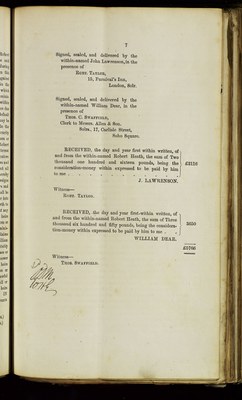 7
Signed, sealed, and delivered by the
within-named John Lawrenson, in the
presence of
ROBT. TAYLOR,
10, Furnival's Inn,
London, Solr.
Signed, sealed, and delivered by the
within-named William Dear, in the
presence of
THOS. C. SWAFFORD,
Clerk to Messrs. Allen & Son,
Solrs., 17, Carlisle Street,
Soho Square.
RECEIVED, the day and year first within written, of
and from the within-named Robert Heath, the sum of Two
thousand one hundred and sixteen pounds, being the £2116
consideration-money within expressed to be paid by him
to me . . . . . . .
J. LAWRENSON.
Witness—
ROBT. TAYLOR.
RECEIVED, the day and year first within written, of
and from the within-named Robert Heath, the sum of Three
thousand six hundred and fifty pounds, being the considera- 3650
tion-money within expressed to be paid by him to me .
WILLIAM DEAR.
£5766
Witness—
THOS. SWAFFORD.